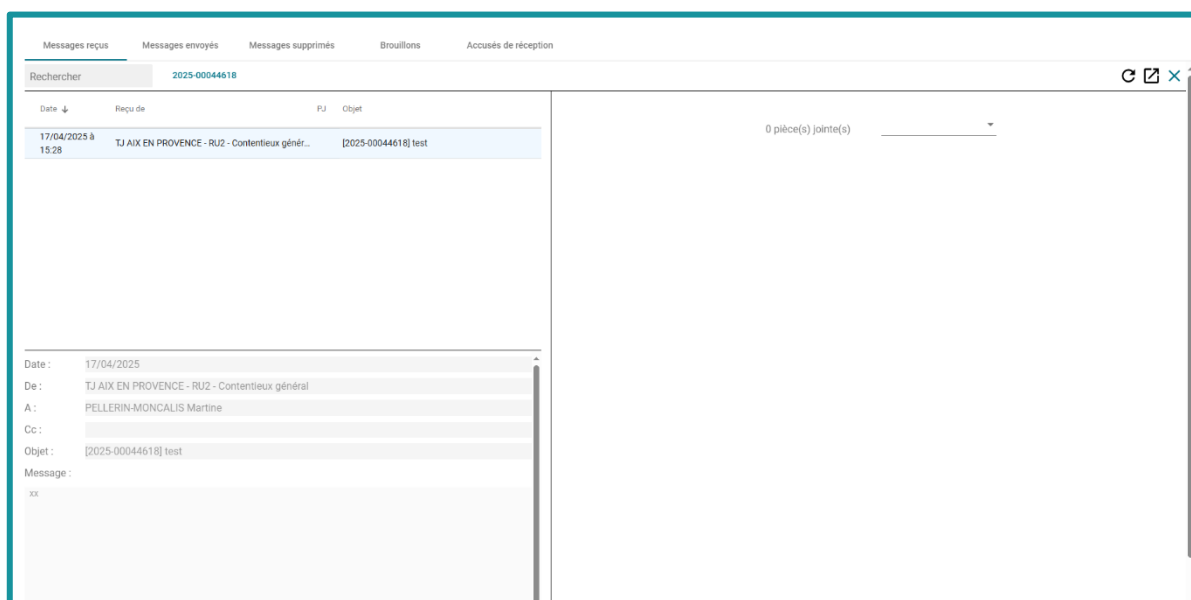 Messages reçus Messages envoyés Messages supprimés Brouillons Accusés de réception
Rechercher 2025-00044618
Date Reçu de PJ Objet
17/04/2025 à
15:28
TJ AIX EN PROVENCE - RU2 - Contentieux génér... [2025-00044618] test
0 pièce(s) jointe(s)
Date : 17/04/2025
De : TJ AIX EN PROVENCE - RU2 - Contentieux général
A : PELLERIN-MONCALIS Martine
Cc :
Objet : [2025-00044618] test
Message :
xx